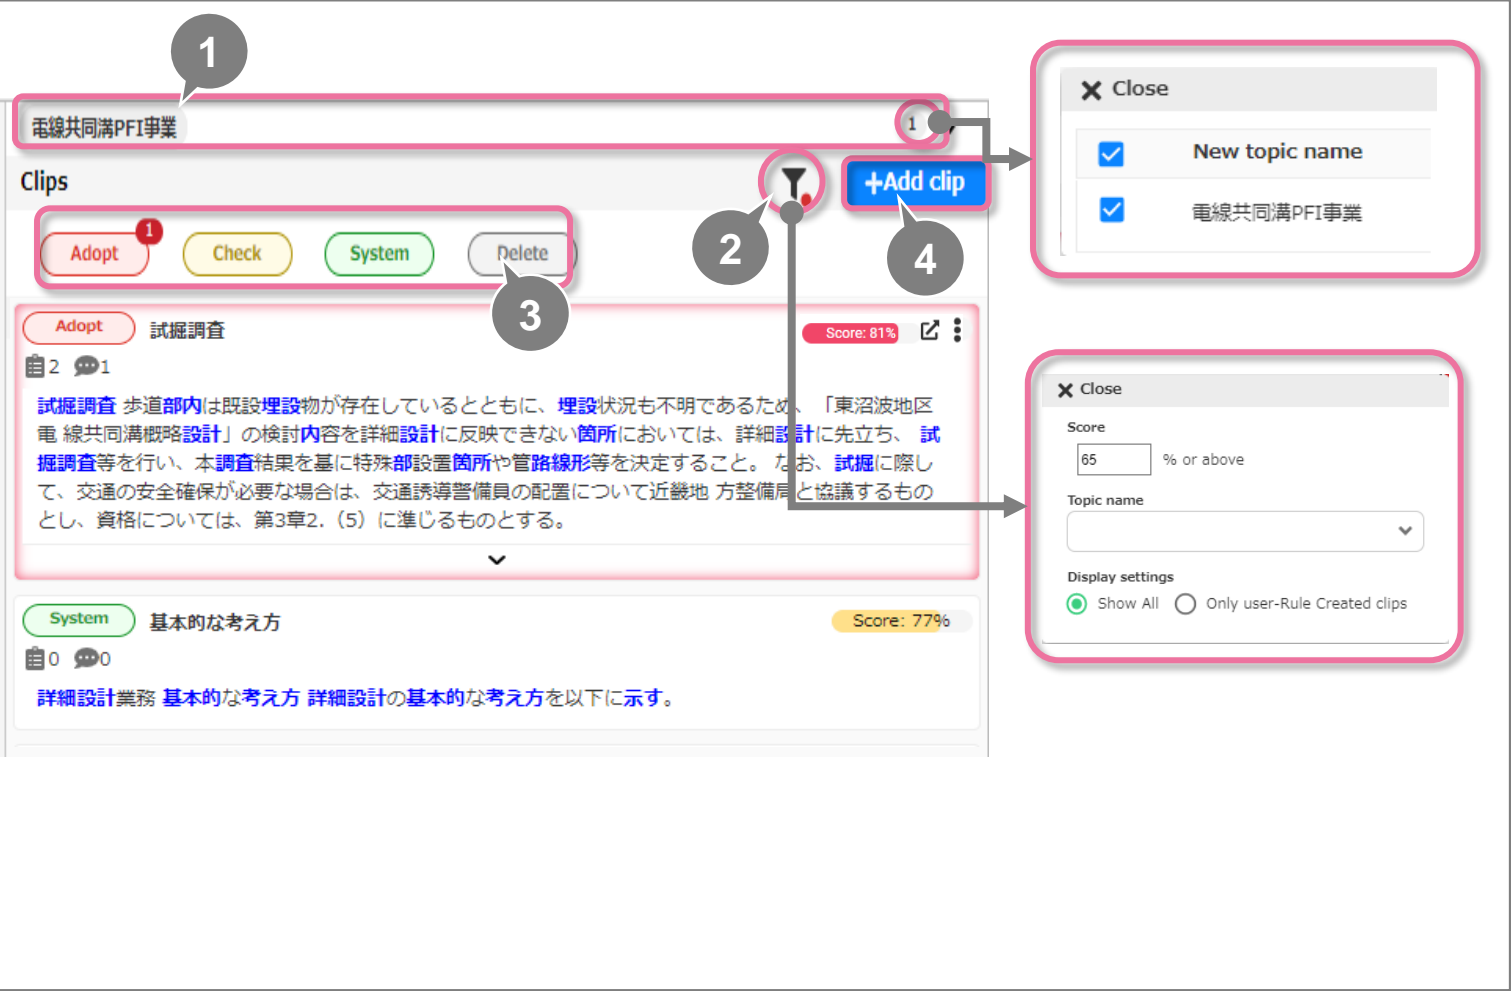 1
電線共同溝PFI事業
1
Clips
+Add clip
2
4
Adopt
1
Check
System
Delete
3
Adopt
試掘調査
Score: 81%
2
1
試掘調査 歩道部内は既設埋設物が存在しているとともに、埋設状況も不明であるため、「東沼波地区
電 線共同溝概略設計」の検討内容を詳細設計に反映できない箇所においては、詳細設計に先立ち、 試
掘調査等を行い、本調査結果を基に特殊部設置箇所や管路線形等を決定すること。 なお、試掘に際し
て、交通の安全確保が必要な場合は、交通誘導警備員の配置について近畿地 方整備局と協議するもの
とし、資格については、第3章2.（5）に準じるものとする。
System
基本的な考え方
Score: 77%
0
0
詳細設計業務 基本的な考え方 詳細設計の基本的な考え方を以下に示す。
Close
New topic name
電線共同溝PFI事業
Close
Score
65
% or above
Topic name
Display settings
Show All
Only user-Rule Created clips